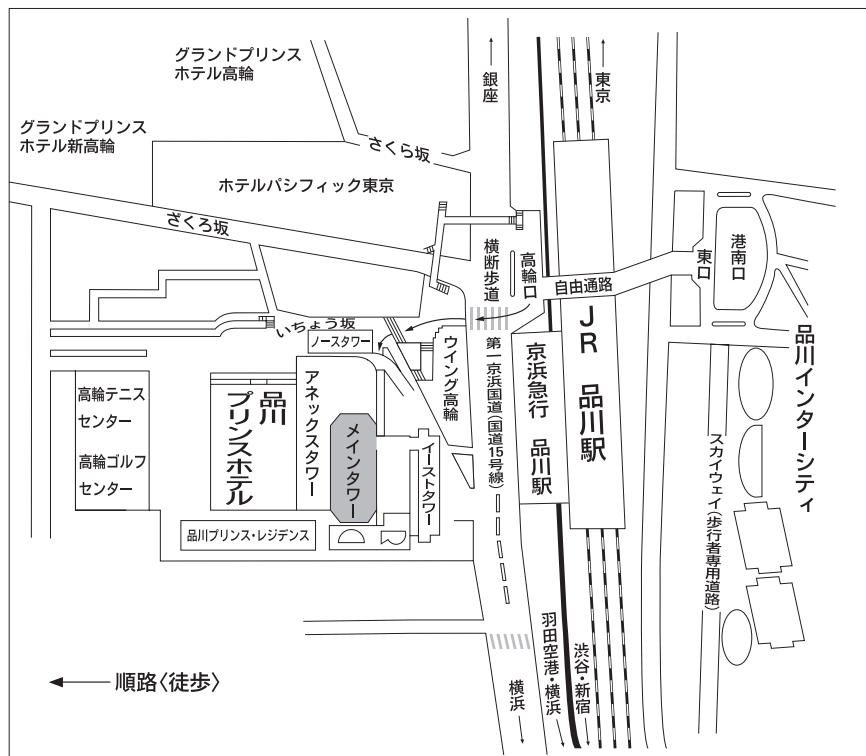 グランドプリンス
ホテル高輪
グランドプリンス
ホテル新高輪
さくら坂
ホテルパシフィック東京
ざくろ坂
銀座
東京
横断歩道
高輪口
自由通路
東口
港南口
いちょう坂
ノースタワー
ウイング高輪
第一京浜国道(国道15号線)
京浜急行 品川駅
JR 品川駅
品川インターシティ
スカイウェイ(歩行者専用道路)
高輪テニス
センター
高輪ゴルフ
センター
品川
プリンスホテル
アネックスタワー
メインタワー
イーストタワー
品川プリンス・レジデンス
羽田空港・横浜
渋谷・新宿
横浜
順路〈徒歩〉